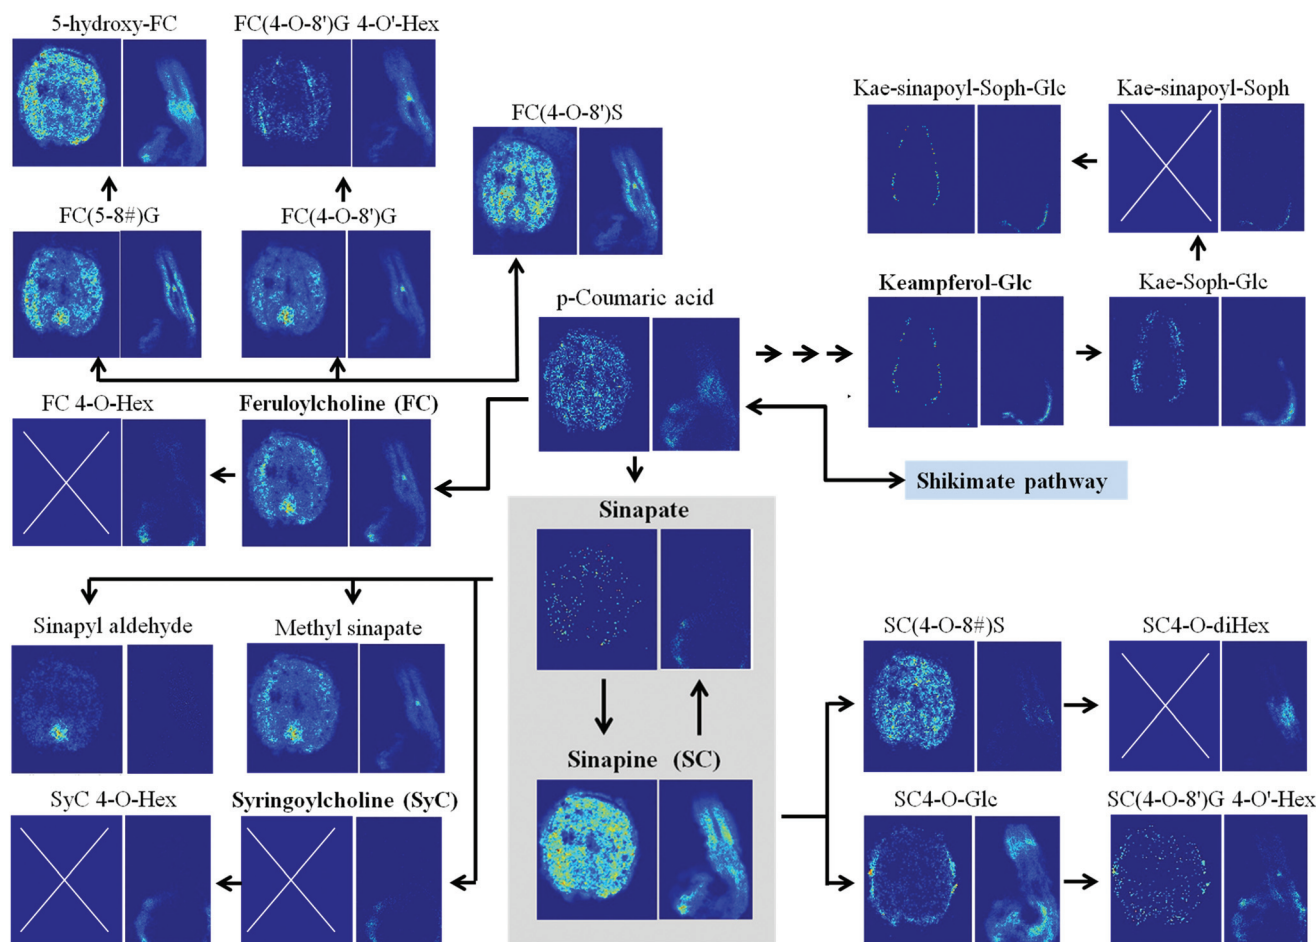 5-hydroxy-FC
FC(4-O-8')G 4-O'-Hex
FC(4-O-8')S
Kae-sinapoyl-Soph-Glc
Kae-sinapoyl-Soph
FC(5-8#)G
FC(4-O-8')G
p-Coumaric acid
Keampferol-Glc
Kae-Soph-Glc
FC 4-O-Hex
Feruloylcholine (FC)
Shikimate pathway
Sinapate
Sinapyl aldehyde
Methyl sinapate
SC(4-O-8#)S
SC4-O-diHex
Sinapine (SC)
SyC 4-O-Hex
Syringoylcholine (SyC)
SC4-O-Glc
SC(4-O-8')G 4-O'-Hex